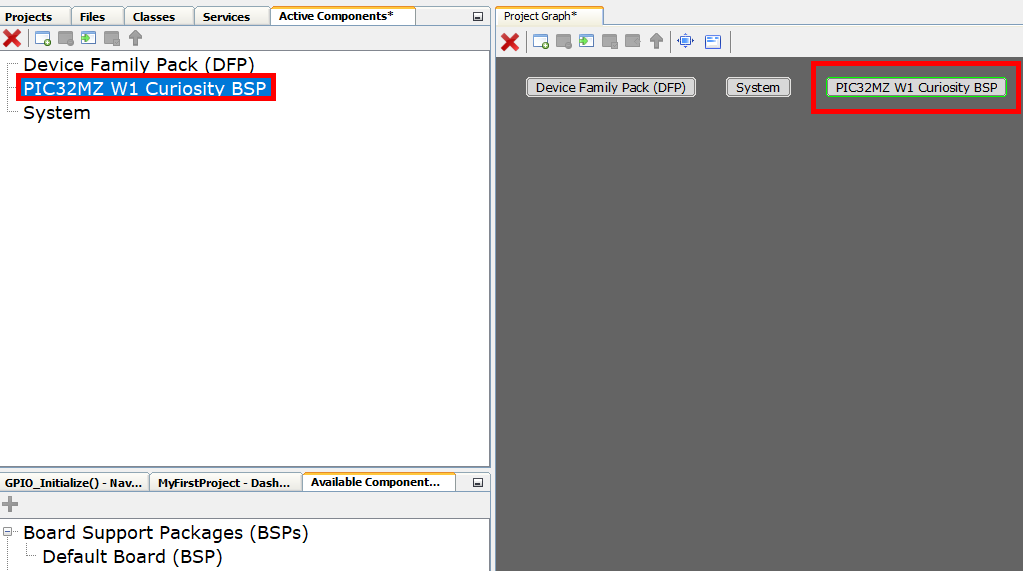 Projects Files Classes Services Active Components*
Device Family Pack (DFP)
PIC32MZ W1 Curiosity BSP
System
Project Graph*
Device Family Pack (DFP) System PIC32MZ W1 Curiosity BSP
GPIO_Initialize() - Nav... MyFirstProject - Dash... Available Component...
Board Support Packages (BSPs)
Default Board (BSP)